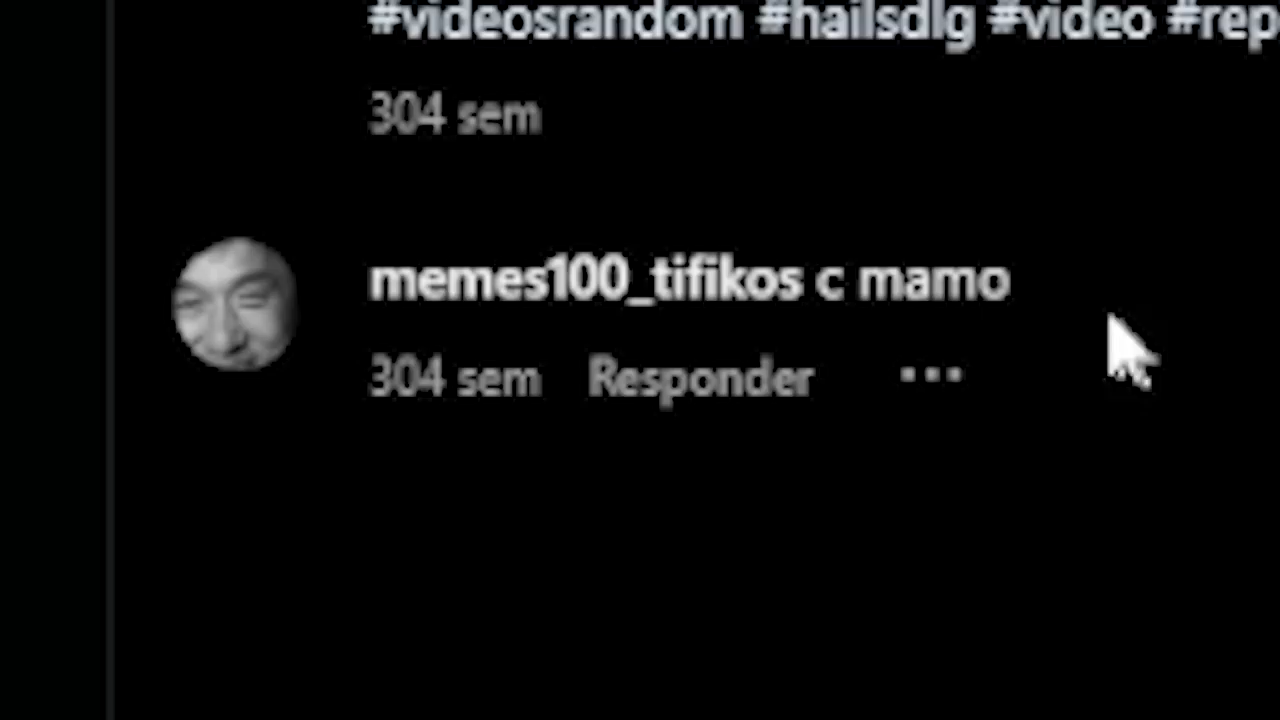 #videosrandom #hailsdlg #video #rep
304 sem
memes100_tifikos c mamo
304 sem Responder ...